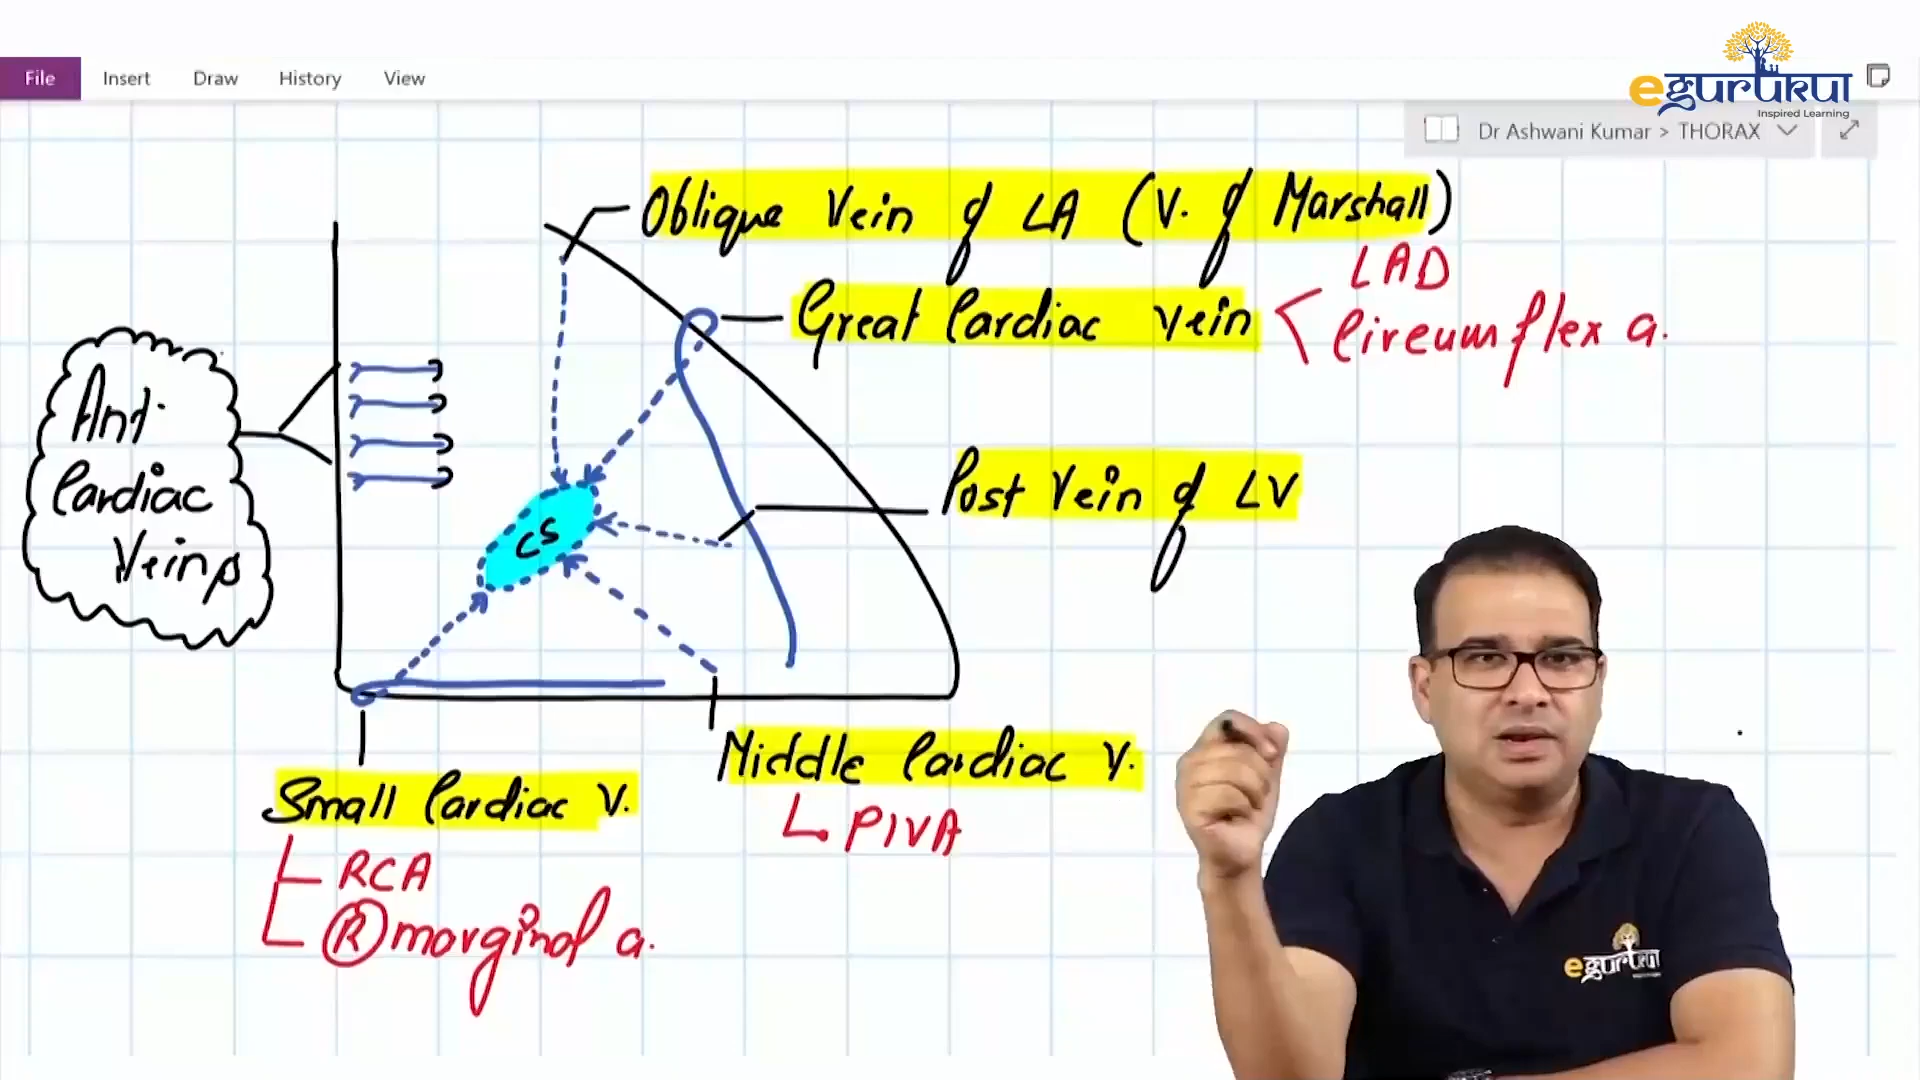 egurukul
Inspired Learning
File Insert Draw History View
Dr Ashwani Kumar > THORAX
Oblique Vein of LA (V. of Marshall)
LAD
Great Cardiac Vein
Circumflex a.
Ant.
Cardiac
Veins
Post Vein of LV
CS
Middle Cardiac V.
PIVA
Small Cardiac V.
RCA
R marginal a.
egurukul